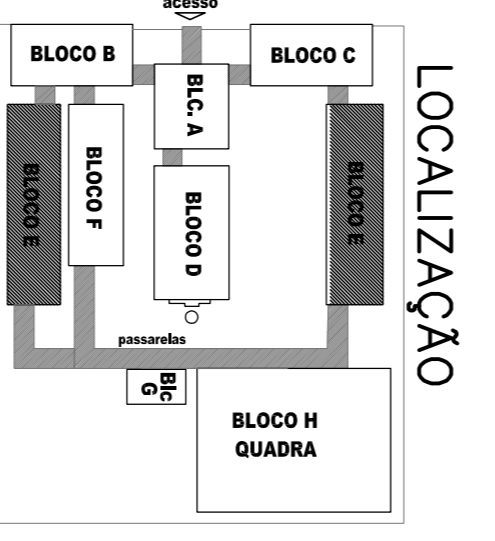 acesso
BLOCO B
BLOCO C
BLC. A
BLOCO E
BLOCO F
BLOCO D
BLOCO E
LOCALIZAÇÃO
passarelas
Blc
G
BLOCO H
QUADRA